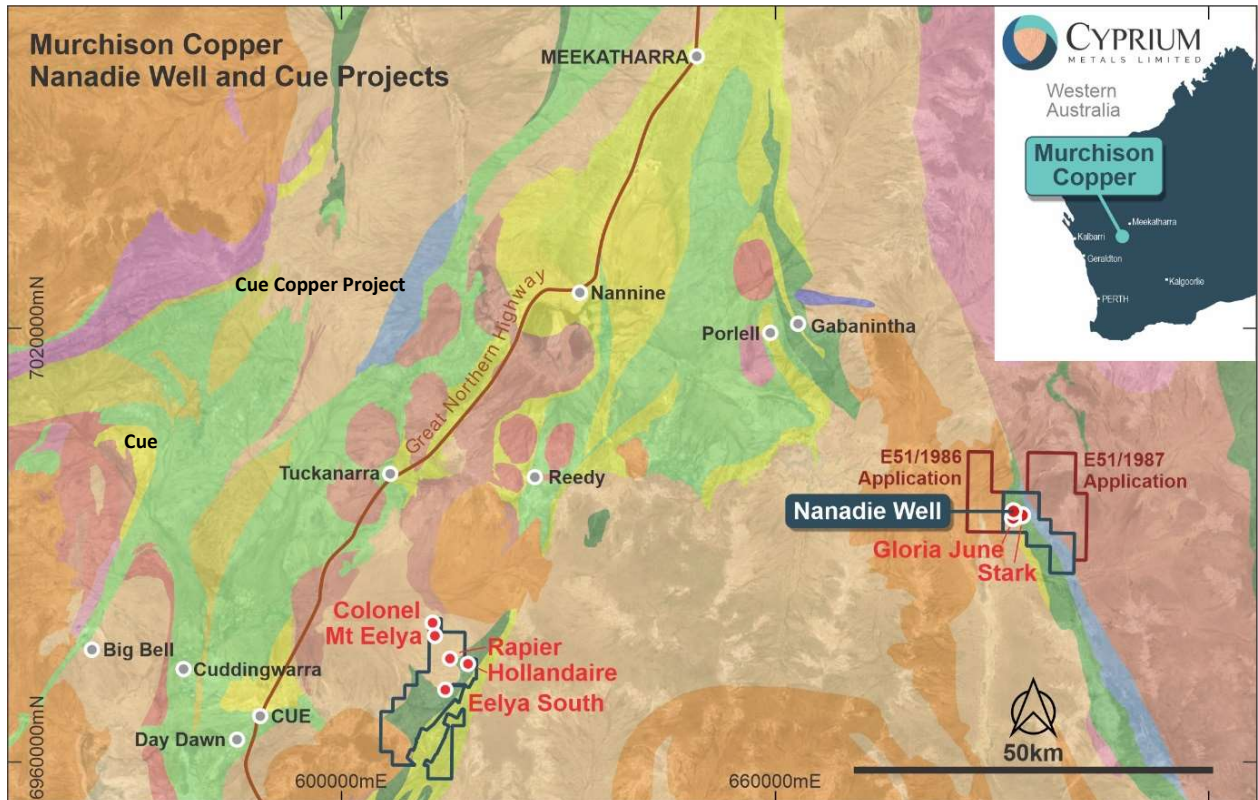 Murchison Copper
Nanadie Well and Cue Projects
MEEKATHARRA
CYPRIUM
METALS LIMITED
Western
Australia
Murchison
Copper
Meekatharra
Kalbarri
Geraldton
Kalgoorlie
PERTH
Cue Copper Project
Nannine
Great Northern Highway
Porlell
Gabanintha
7020000mN
Cue
Tuckanarra
Reedy
E51/1986
Application
E51/1987
Application
Nanadie Well
Gloria June
Stark
Colonel
Mt Eelya
Rapier
Hollandaire
Eelya South
Big Bell
Cuddingwarra
CUE
Day Dawn
6960000mN
600000mE
660000mE
50km